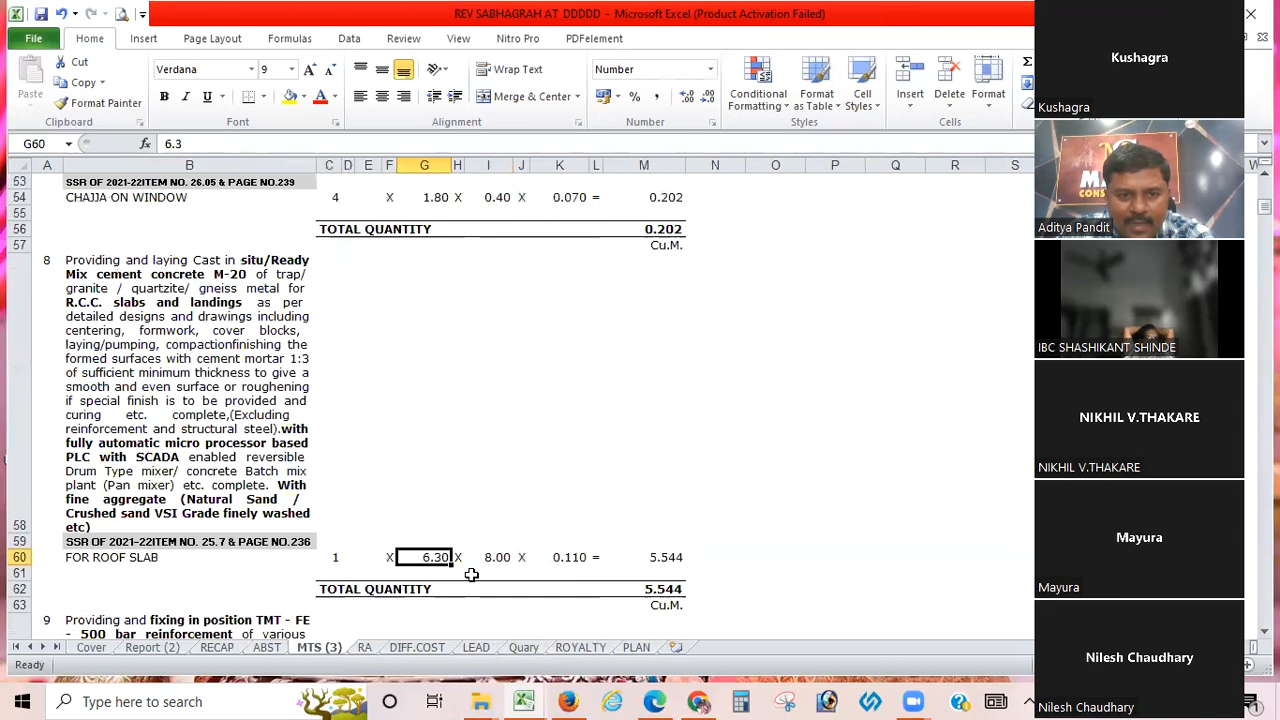 REV SABHAGRAH AT DDDDD - Microsoft Excel (Product Activation Failed)
File Home Insert Page Layout Formulas Data Review View Nitro Pro PDFelement
Paste Cut Copy Format Painter Clipboard
Verdana 9 B I U A A A Font
Wrap Text Merge & Center Alignment
Number % , Number
Conditional Formatting Format as Table Cell Styles Styles
Insert Delete Format Cells
G60 fx 6.3
A B C D E F G H I J K L M N O P Q R S
53 SSR OF 2021-22ITEM NO. 26.05 & PAGE NO.239
54 CHAJJA ON WINDOW 4 X 1.80 X 0.40 X 0.070 = 0.202
55
56 TOTAL QUANTITY 0.202
57 Cu.M.
8 Providing and laying Cast in situ/Ready
Mix cement concrete M-20 of trap/
granite / quartzite/ gneiss metal for
R.C.C. slabs and landings as per
detailed designs and drawings including
centering, formwork, cover blocks,
laying/pumping, compactionfinishing the
formed surfaces with cement mortar 1:3
of sufficient minimum thickness to give a
smooth and even surface or roughening
if special finish is to be provided and
curing etc. complete,(Excluding
reinforcement and structural steel).with
fully automatic micro processor based
PLC with SCADA enabled reversible
Drum Type mixer/ concrete Batch mix
plant (Pan mixer) etc. complete. With
fine aggregate (Natural Sand /
Crushed sand VSI Grade finely washed
58 etc)
59 SSR OF 2021-22ITEM NO. 25.7 & PAGE NO.236
60 FOR ROOF SLAB 1 X 6.30 X 8.00 X 0.110 = 5.544
61
62 TOTAL QUANTITY 5.544
63 Cu.M.
9 Providing and fixing in position TMT - FE
- 500 bar reinforcement of various
Cover Report (2) RECAP ABST MTS (3) RA DIFF.COST LEAD Quary ROYALTY PLAN
Ready
Type here to search
Kushagra
Kushagra
Aditya Pandit
IBC SHASHIKANT SHINDE
NIKHIL V.THAKARE
NIKHIL V.THAKARE
Mayura
Mayura
Nilesh Chaudhary
Nilesh Chaudhary